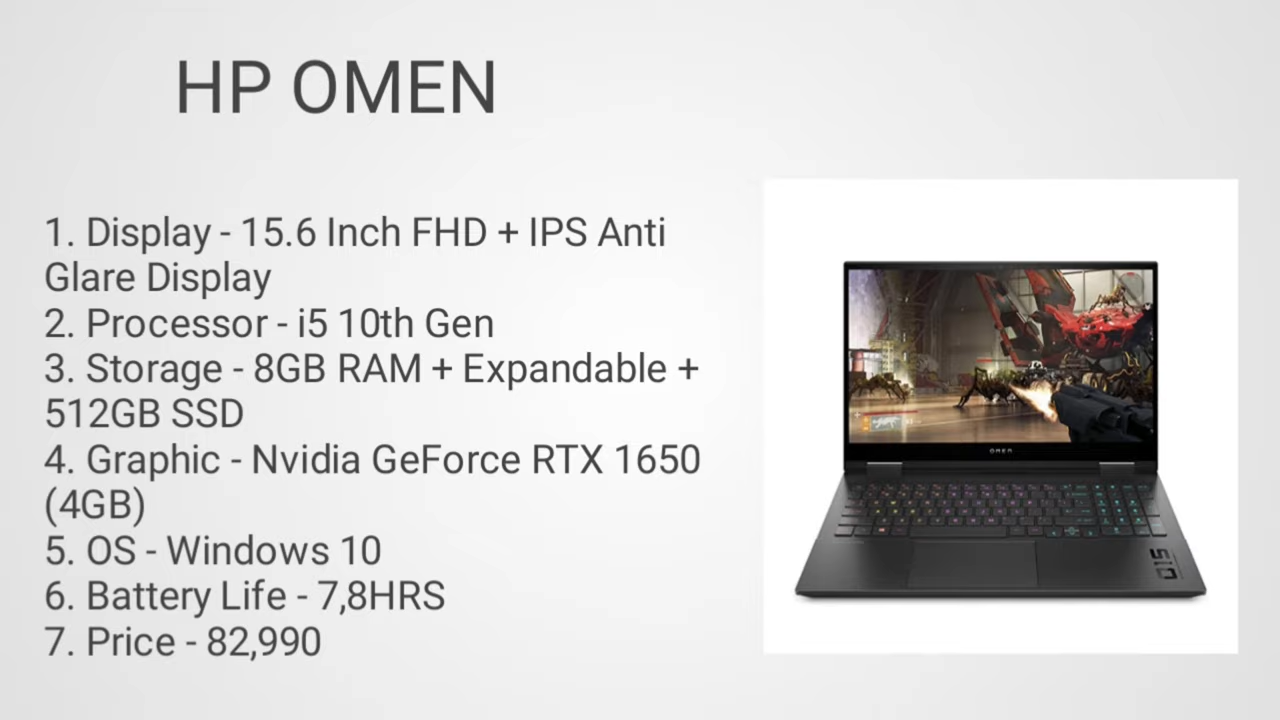 HP OMEN
1. Display - 15.6 Inch FHD + IPS Anti
Glare Display
2. Processor - i5 10th Gen
3. Storage - 8GB RAM + Expandable +
512GB SSD
4. Graphic - Nvidia GeForce RTX 1650
(4GB)
5. OS - Windows 10
6. Battery Life - 7,8HRS
7. Price - 82,990
OMEN
15